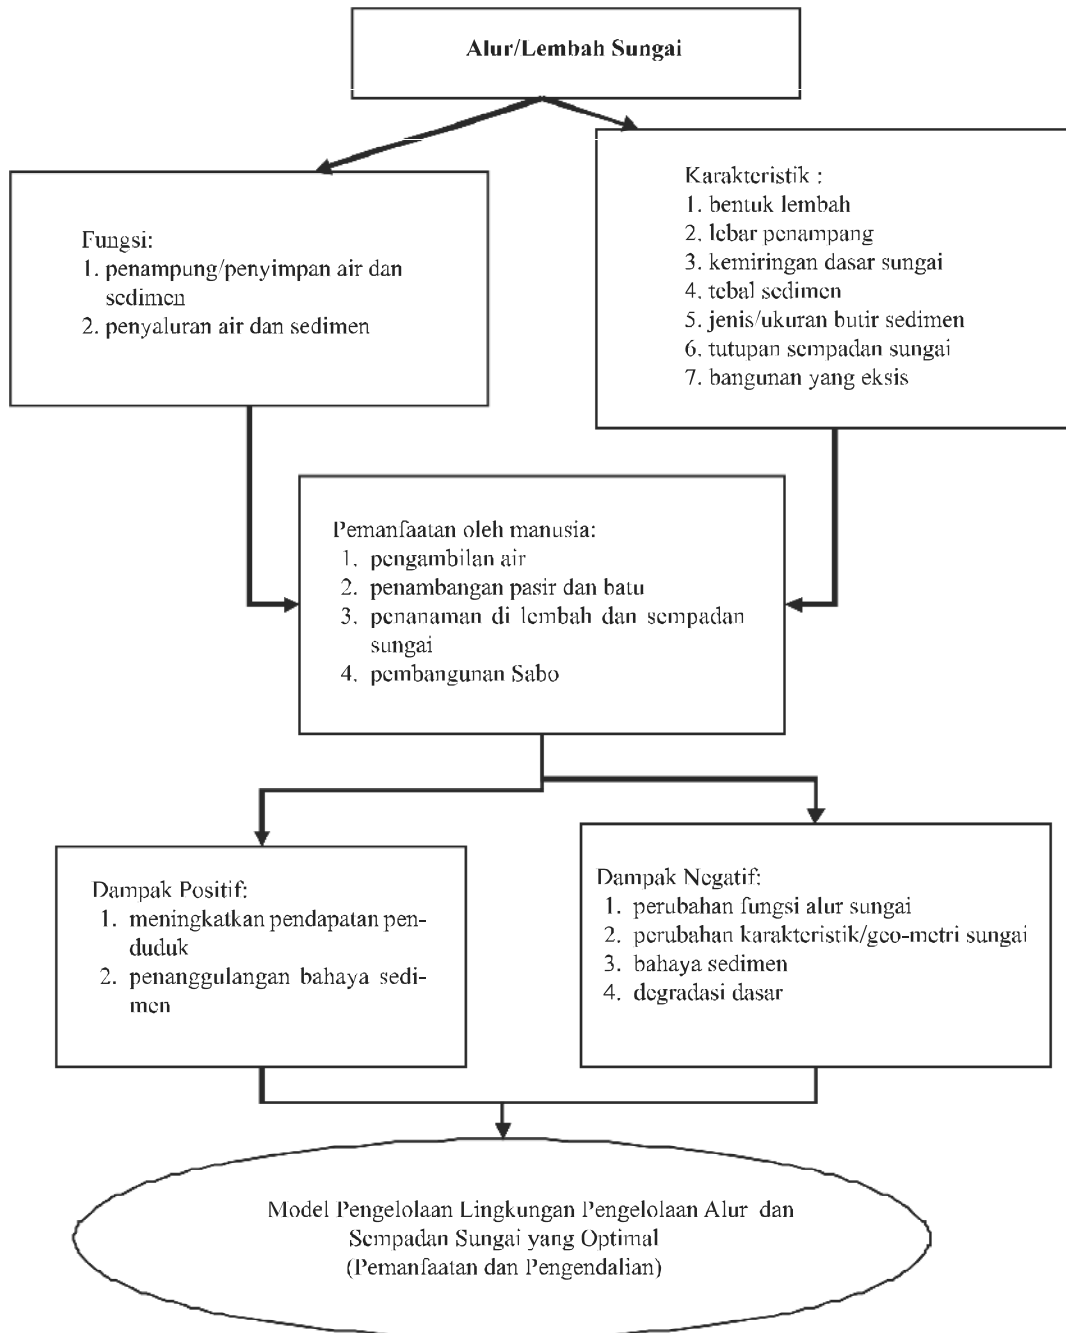 Alur/Lembah Sungai
Fungsi:
1. penampung/penyimpan air dan
sedimen
2. penyaluran air dan sedimen
Karakteristik :
1. bentuk lembah
2. lebar penampang
3. kemiringan dasar sungai
4. tebal sedimen
5. jenis/ukuran butir sedimen
6. tutupan sempadan sungai
7. bangunan yang eksis
Pemanfaatan oleh manusia:
1. pengambilan air
2. penambangan pasir dan batu
3. penanaman di lembah dan sempadan
sungai
4. pembangunan Sabo
Dampak Positif:
1. meningkatkan pendapatan pen-
duduk
2. penanggulangan bahaya sedi-
men
Dampak Negatif:
1. perubahan fungsi alur sungai
2. perubahan karakteristik/geo-metri sungai
3. bahaya sedimen
4. degradasi dasar
Model Pengelolaan Lingkungan Pengelolaan Alur dan
Sempadan Sungai yang Optimal
(Pemanfaatan dan Pengendalian)